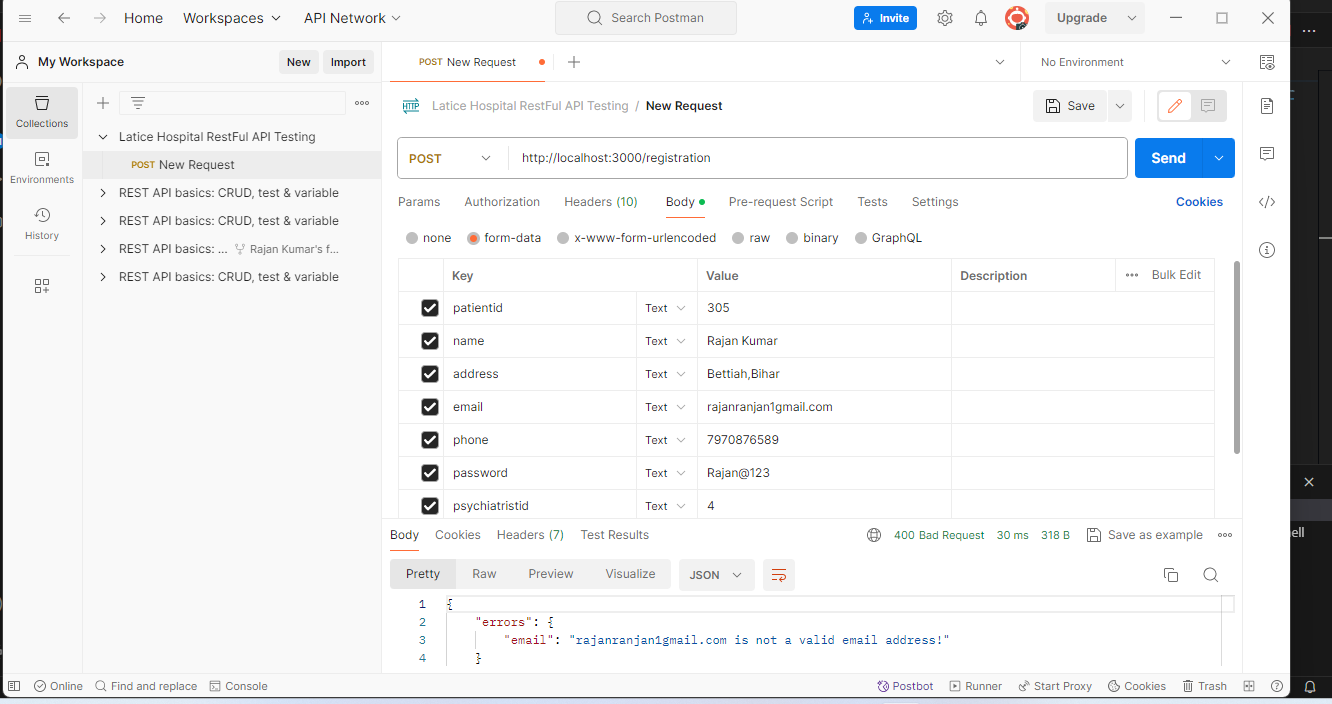 Home Workspaces API Network Search Postman Invite Upgrade
My Workspace New Import POST New Request No Environment
Collections
Environments
History
Latice Hospital RestFul API Testing
POST New Request
REST API basics: CRUD, test & variable
REST API basics: CRUD, test & variable
REST API basics: ... Rajan Kumar's f...
REST API basics: CRUD, test & variable
HTTP Latice Hospital RestFul API Testing / New Request Save
POST http://localhost:3000/registration Send
Params Authorization Headers (10) Body Pre-request Script Tests Settings Cookies
none form-data x-www-form-urlencoded raw binary GraphQL
Key Value Description Bulk Edit
patientid Text 305
name Text Rajan Kumar
address Text Bettiah,Bihar
email Text rajanranjan1gmail.com
phone Text 7970876589
password Text Rajan@123
psychiatristid Text 4
Body Cookies Headers (7) Test Results 400 Bad Request 30 ms 318 B Save as example
Pretty Raw Preview Visualize JSON
1 {
2 "errors": {
3 "email": "rajanranjan1gmail.com is not a valid email address!"
4 }
Online Find and replace Console Postbot Runner Start Proxy Cookies Trash
ell